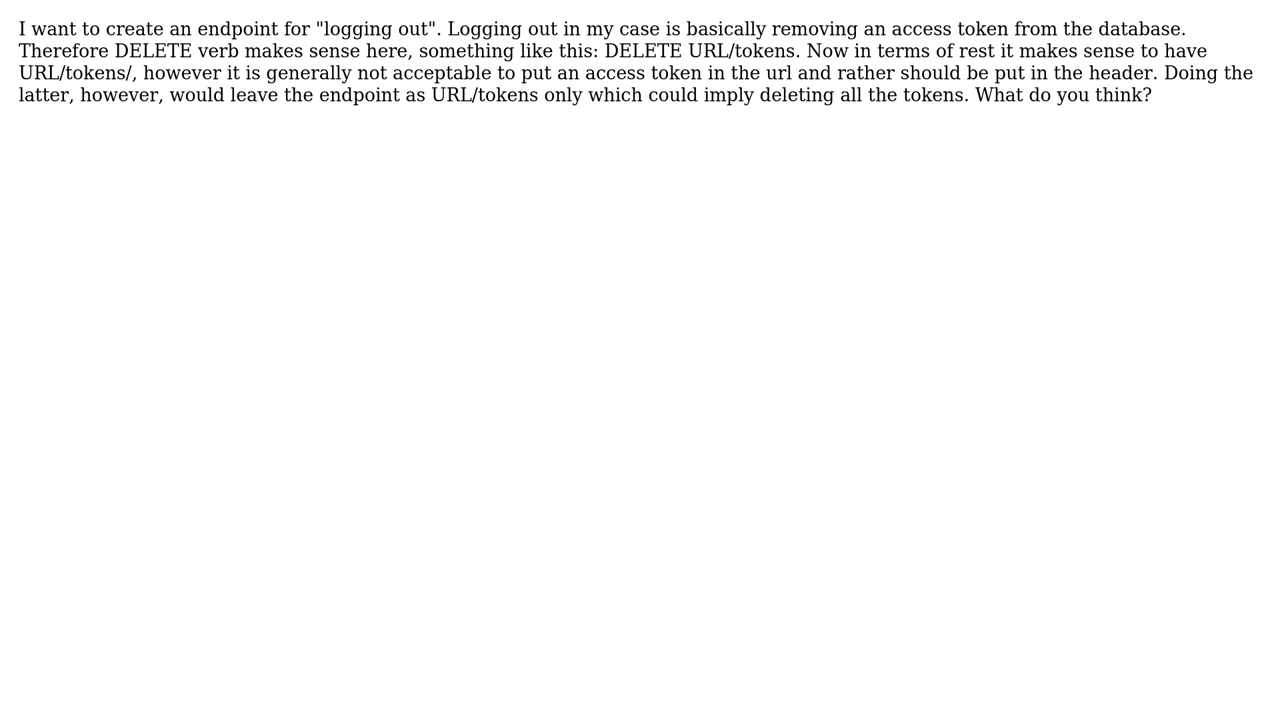 I want to create an endpoint for "logging out". Logging out in my case is basically removing an access token from the database.
Therefore DELETE verb makes sense here, something like this: DELETE URL/tokens. Now in terms of rest it makes sense to have
URL/tokens/, however it is generally not acceptable to put an access token in the url and rather should be put in the header. Doing the
latter, however, would leave the endpoint as URL/tokens only which could imply deleting all the tokens. What do you think?